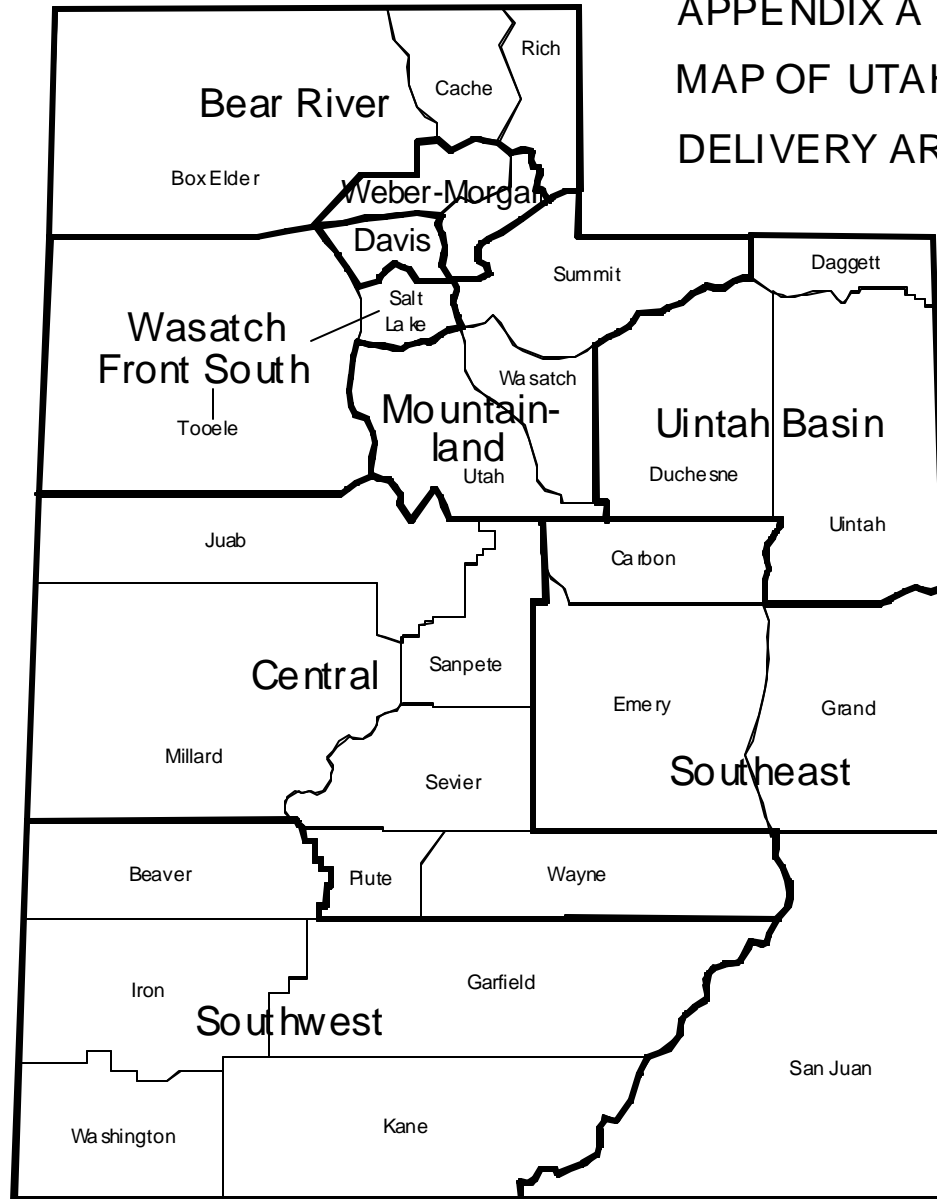 APPENDIX A
MAP OF UTAH
DELIVERY AR
Rich
Cache
Bear River
Box Elder
Weber-Morgan
Davis
Summit
Daggett
Salt
Lake
Wasatch
Front South
Tooele
Wasatch
Mountain-
land
Utah
Uintah Basin
Duchesne
Uintah
Juab
Carbon
Central
Sanpete
Emery
Grand
Millard
Sevier
Southeast
Beaver
Piute
Wayne
Iron
Garfield
Southwest
San Juan
Washington
Kane